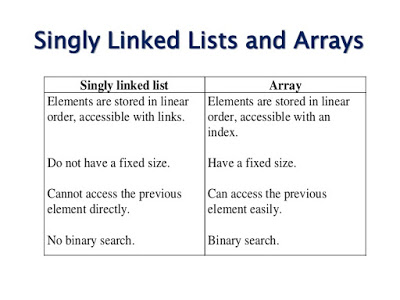 Singly Linked Lists and Arrays
Singly linked list
Array
Elements are stored in linear
order, accessible with links.
Elements are stored in linear
order, accessible with an
index.
Do not have a fixed size.
Have a fixed size.
Cannot access the previous
element directly.
Can access the previous
element easily.
No binary search.
Binary search.